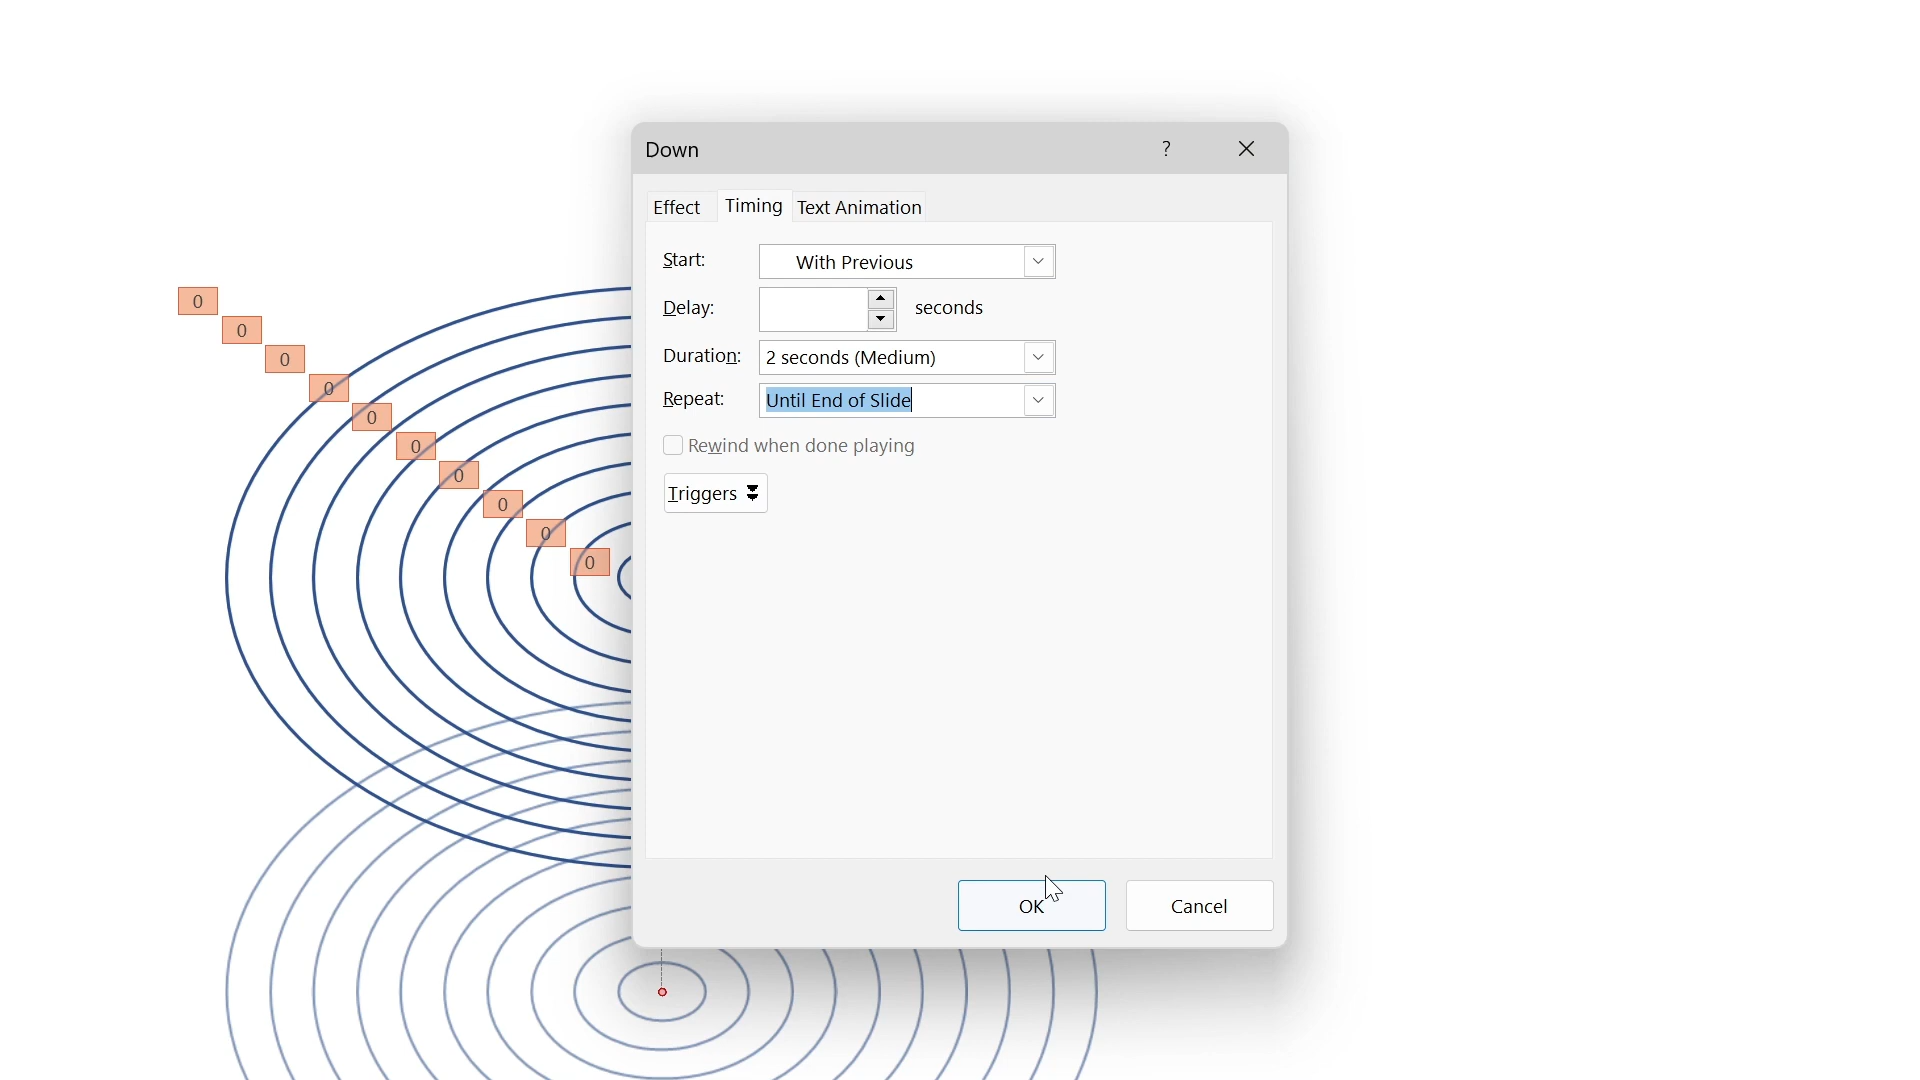 Down
?
Effect Timing Text Animation
Start: With Previous
Delay: seconds
Duration: 2 seconds (Medium)
Repeat: Until End of Slide
Rewind when done playing
Triggers
OK Cancel
0
0
0
0
0
0
0
0
0
0